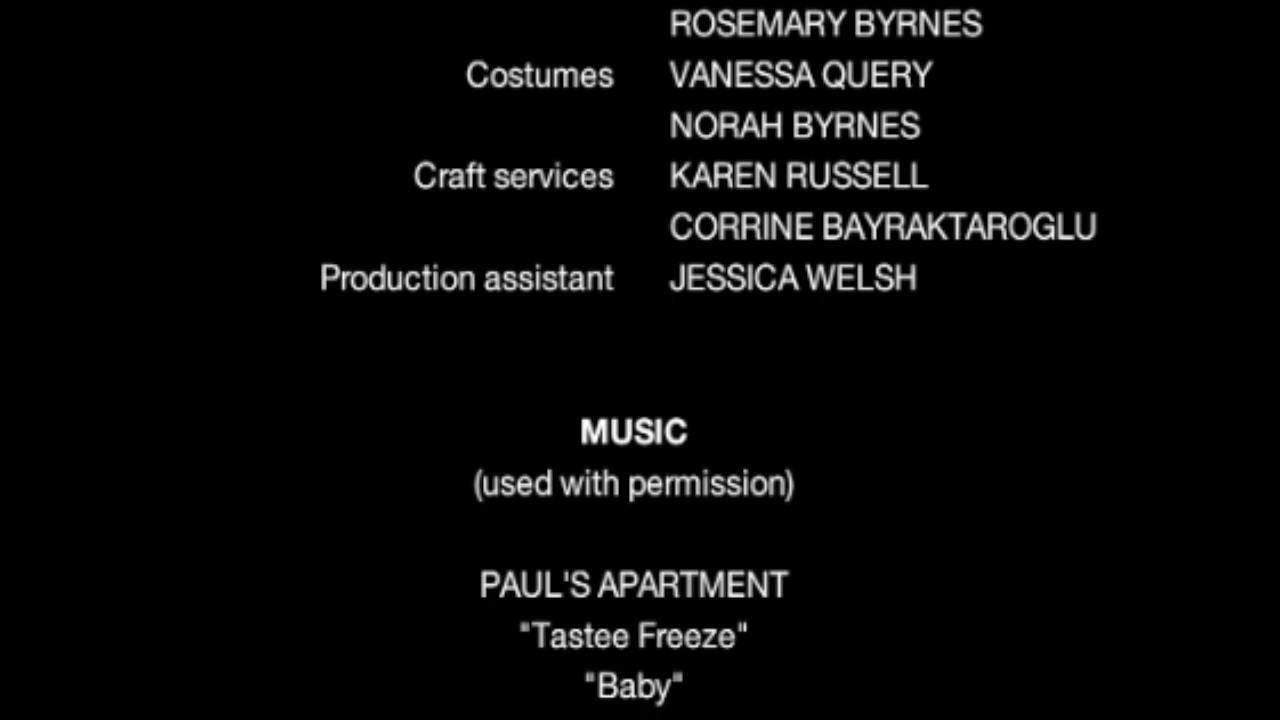 ROSEMARY BYRNES
Costumes VANESSA QUERY
NORAH BYRNES
Craft services KAREN RUSSELL
CORRINE BAYRAKTAROGLU
Production assistant JESSICA WELSH
MUSIC
(used with permission)
PAUL'S APARTMENT
"Tastee Freeze"
"Baby"